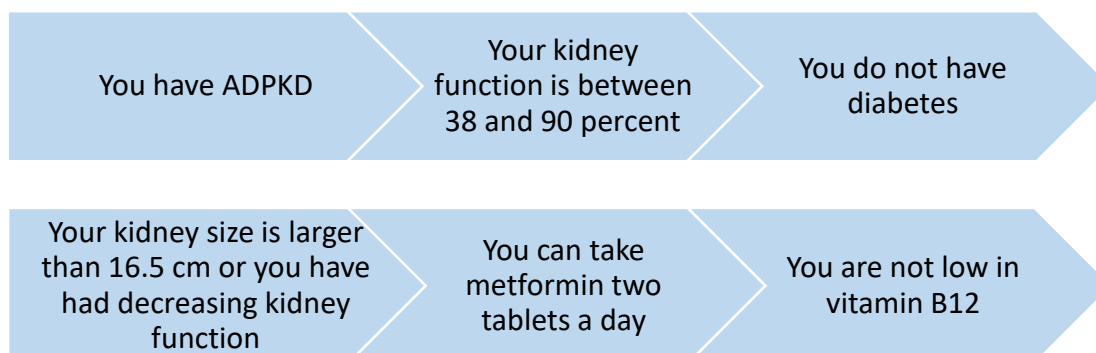 You have ADPKD
Your kidney
function is between
38 and 90 percent
You do not have
diabetes
Your kidney size is larger
than 16.5 cm or you have
had decreasing kidney
function
You can take
metformin two
tablets a day
You are not low in
vitamin B12